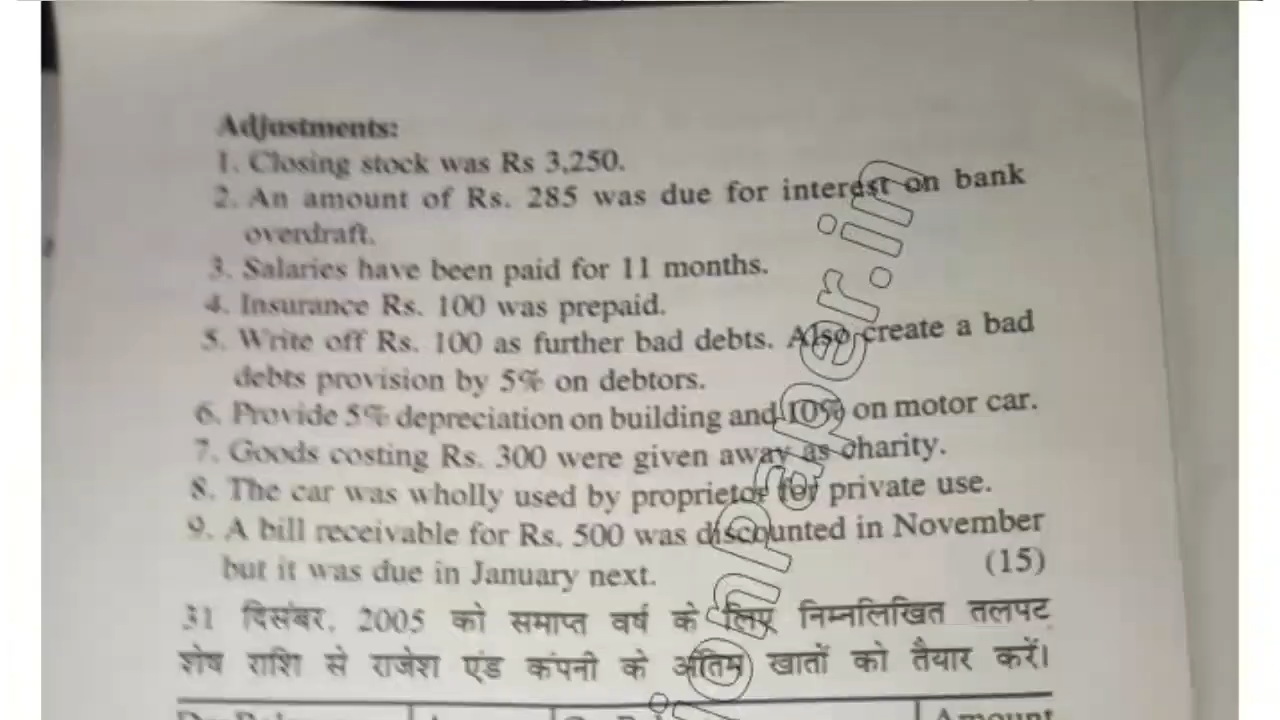 Adjustments:
1. Closing stock was Rs 3,250.
2. An amount of Rs. 285 was due for interest on bank
overdraft.
3. Salaries have been paid for 11 months.
4. Insurance Rs. 100 was prepaid.
5. Write off Rs. 100 as further bad debts. Also create a bad
debts provision by 5% on debtors.
6. Provide 5% depreciation on building and 10% on motor car.
7. Goods costing Rs. 300 were given away as charity.
8. The car was wholly used by proprietor for private use.
9. A bill receivable for Rs. 500 was discounted in November
but it was due in January next. (15)
31 दिसंबर, 2005 को समाप्त वर्ष के लिए निम्नलिखित तलपट
शेष राशि से राजेश एंड कंपनी के अंतिम खातों को तैयार करें।
Amount